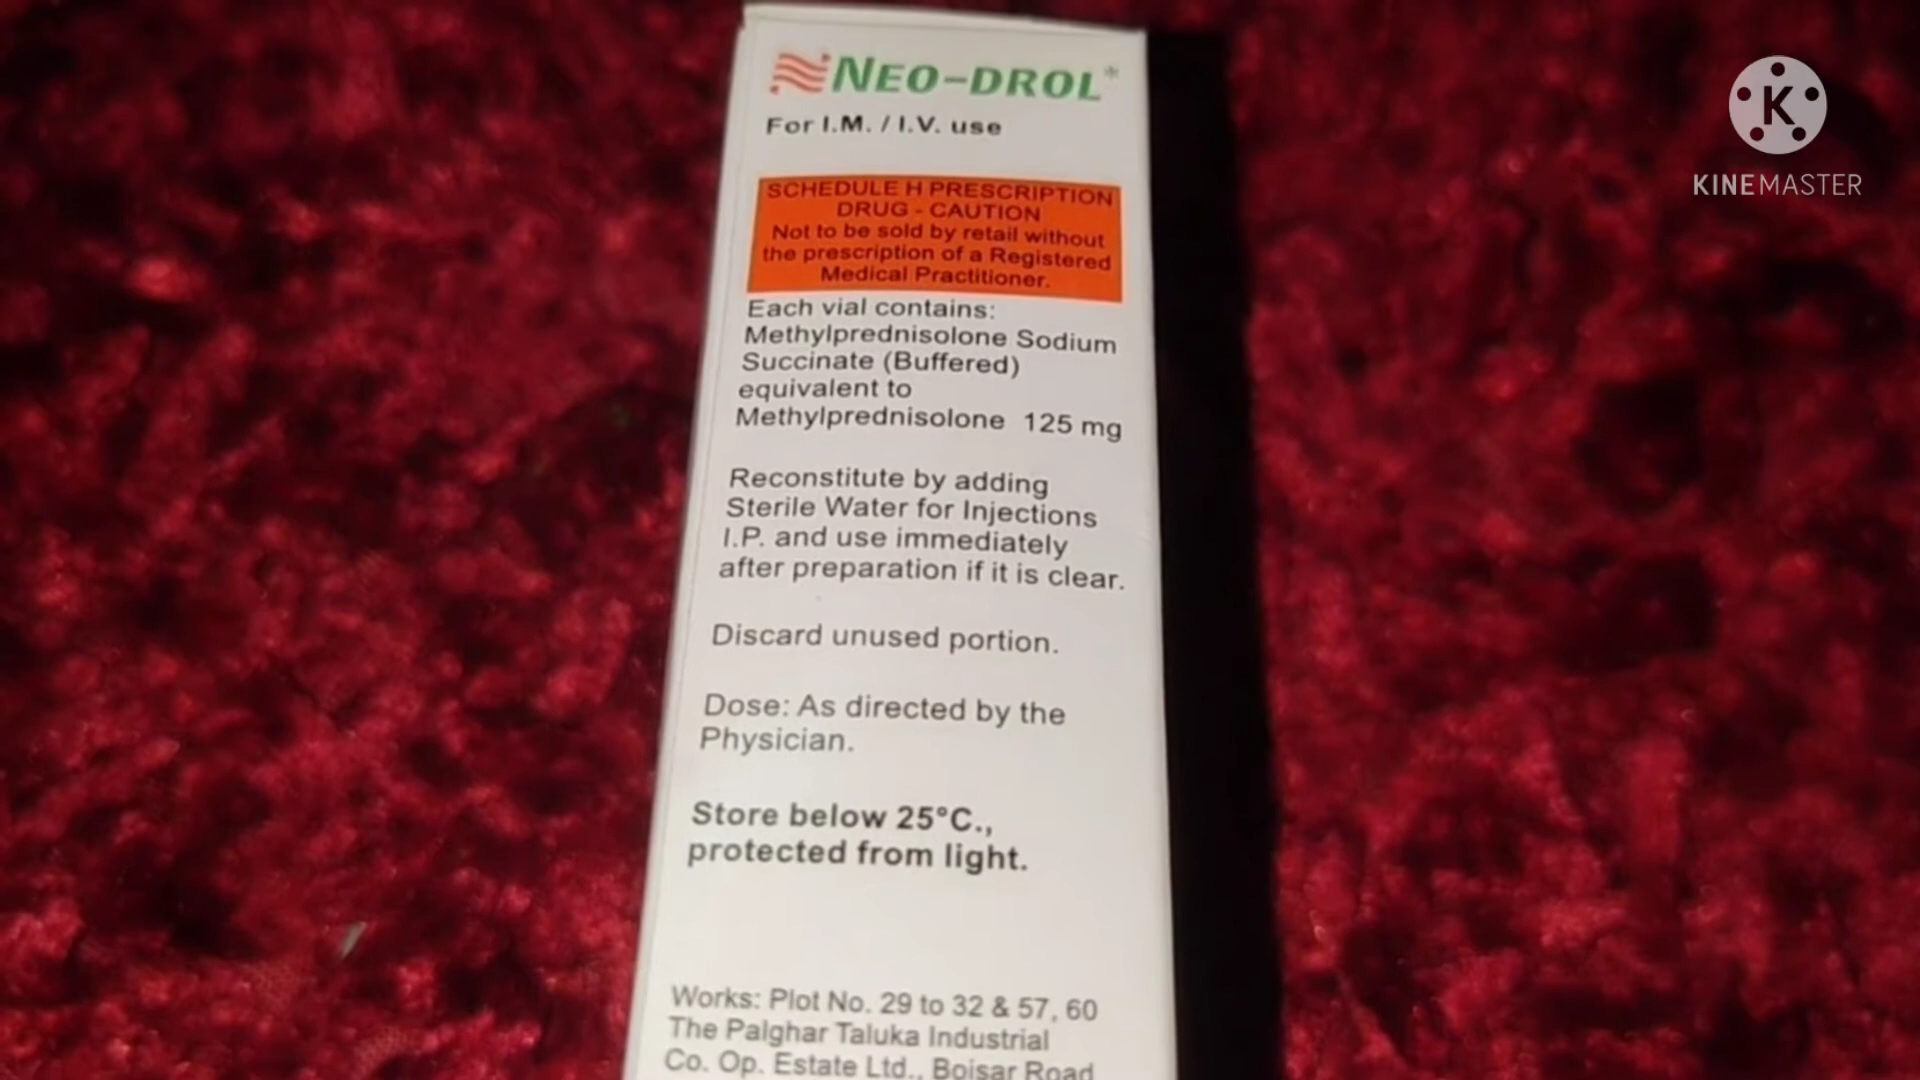 NEO-DROL*
For I.M. / I.V. use
SCHEDULE H PRESCRIPTION
DRUG - CAUTION
Not to be sold by retail without
the prescription of a Registered
Medical Practitioner.
Each vial contains:
Methylprednisolone Sodium
Succinate (Buffered)
equivalent to
Methylprednisolone 125 mg
Reconstitute by adding
Sterile Water for Injections
I.P. and use immediately
after preparation if it is clear.
Discard unused portion.
Dose: As directed by the
Physician.
Store below 25°C.,
protected from light.
Works: Plot No. 29 to 32 & 57, 60
The Palghar Taluka Industrial
Co. Op. Estate Ltd., Boisar Road
K
KINEMASTER